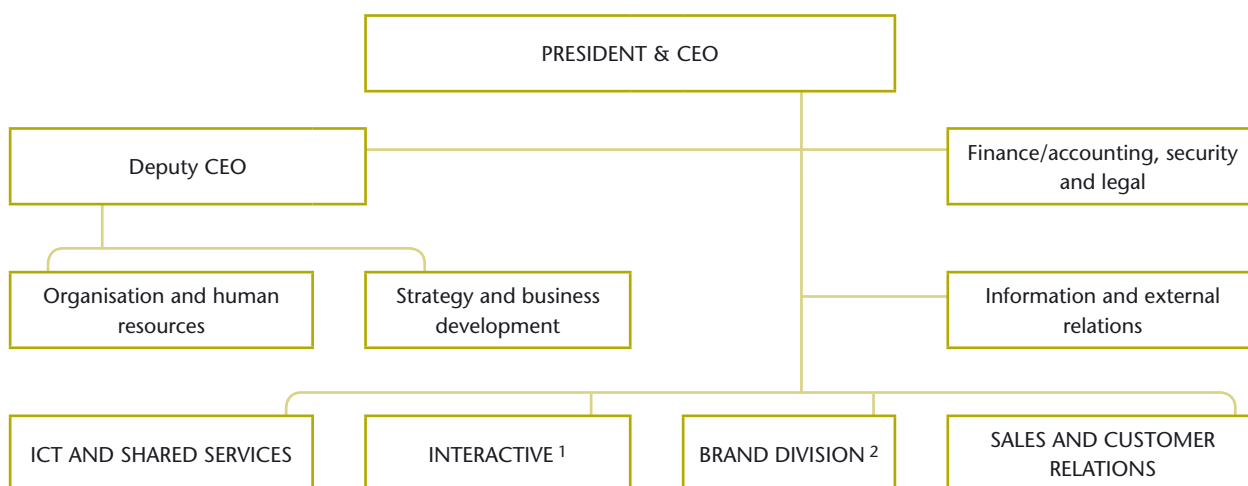 PRESIDENT & CEO
Deputy CEO
Finance/accounting, security
and legal
Organisation and human
resources
Strategy and business
development
Information and external
relations
ICT AND SHARED SERVICES
INTERACTIVE 1
BRAND DIVISION 2
SALES AND CUSTOMER
RELATIONS